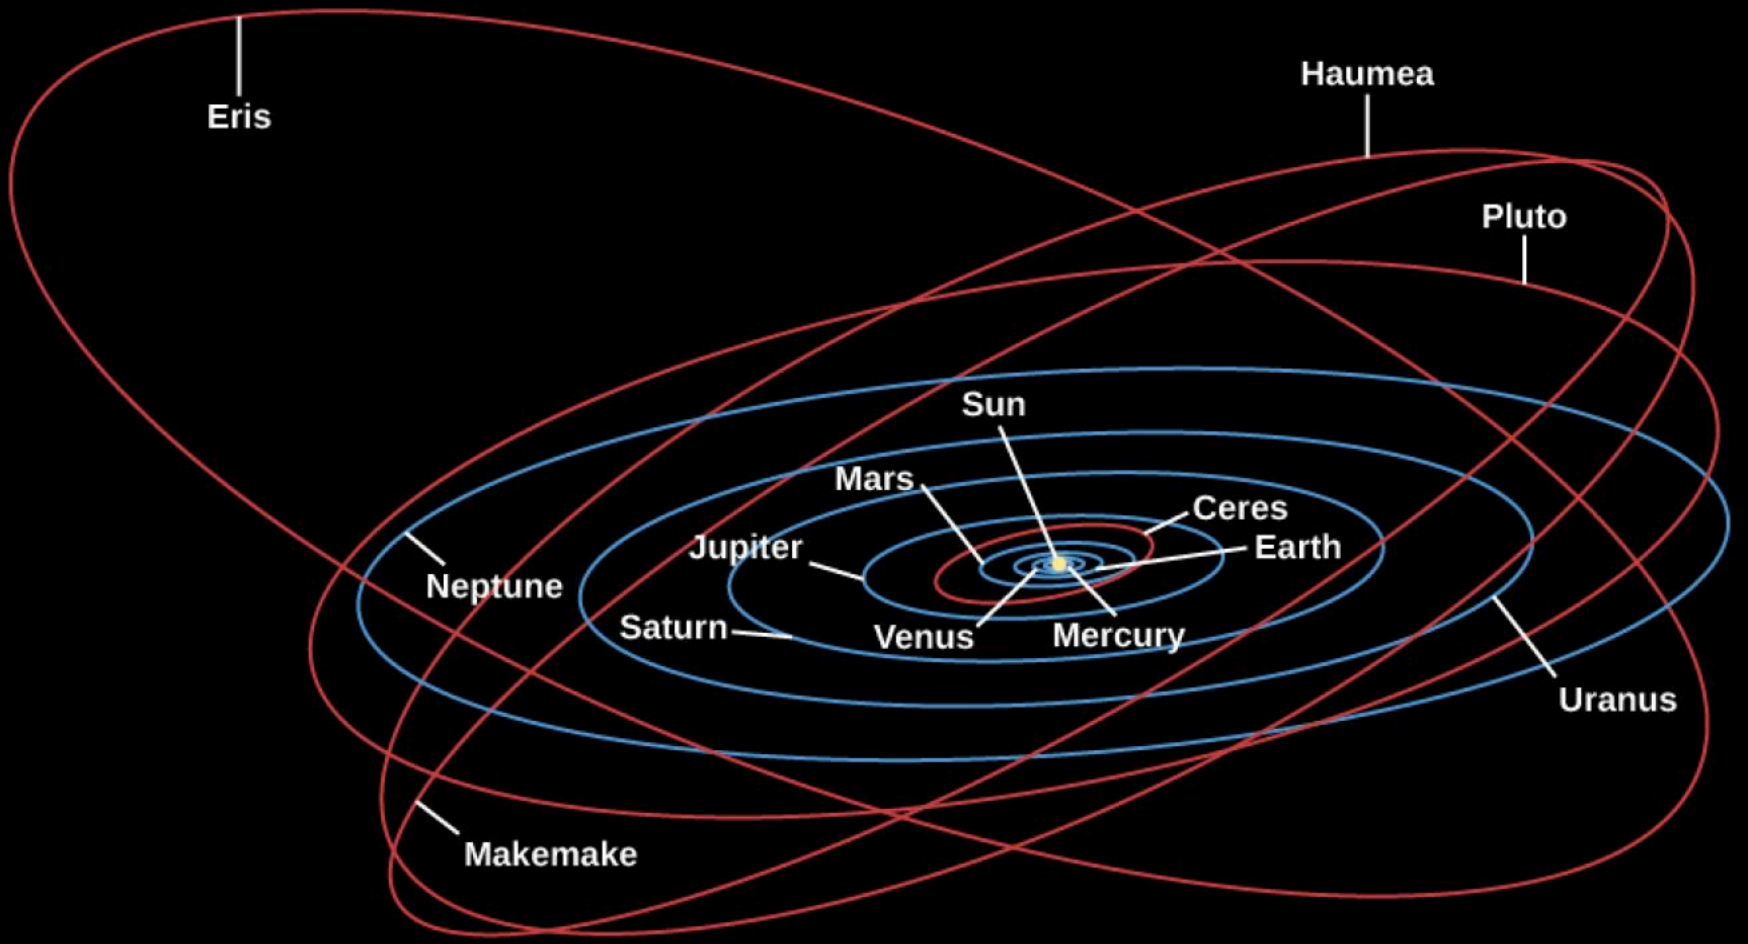 Haumea
Eris
Pluto
Sun
Mars
Ceres
Jupiter
Earth
Neptune
Saturn
Venus
Mercury
Uranus
Makemake